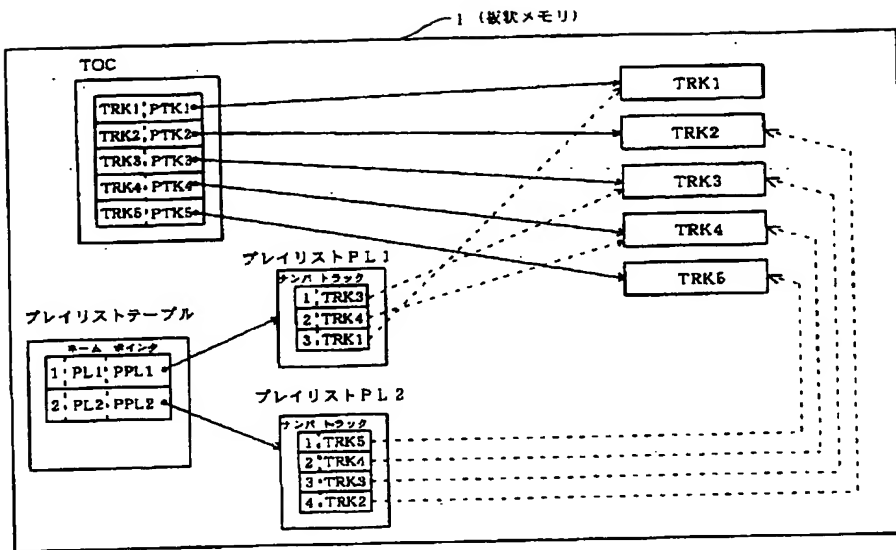 1 (板状メモリ)
TOC
TRK1 PTK1
TRK2 PTK2
TRK3 PTK3
TRK4 PTK4
TRK5 PTK5
TRK1
TRK2
TRK3
TRK4
TRK5
プレイリストPL1
ナンバ トラック
1 TRK3
2 TRK4
3 TRK1
プレイリストテーブル
ネーム ポインタ
1 PL1 PPL1
2 PL2 PPL2
プレイリストPL2
ナンバ トラック
1 TRK5
2 TRK4
3 TRK3
4 TRK2